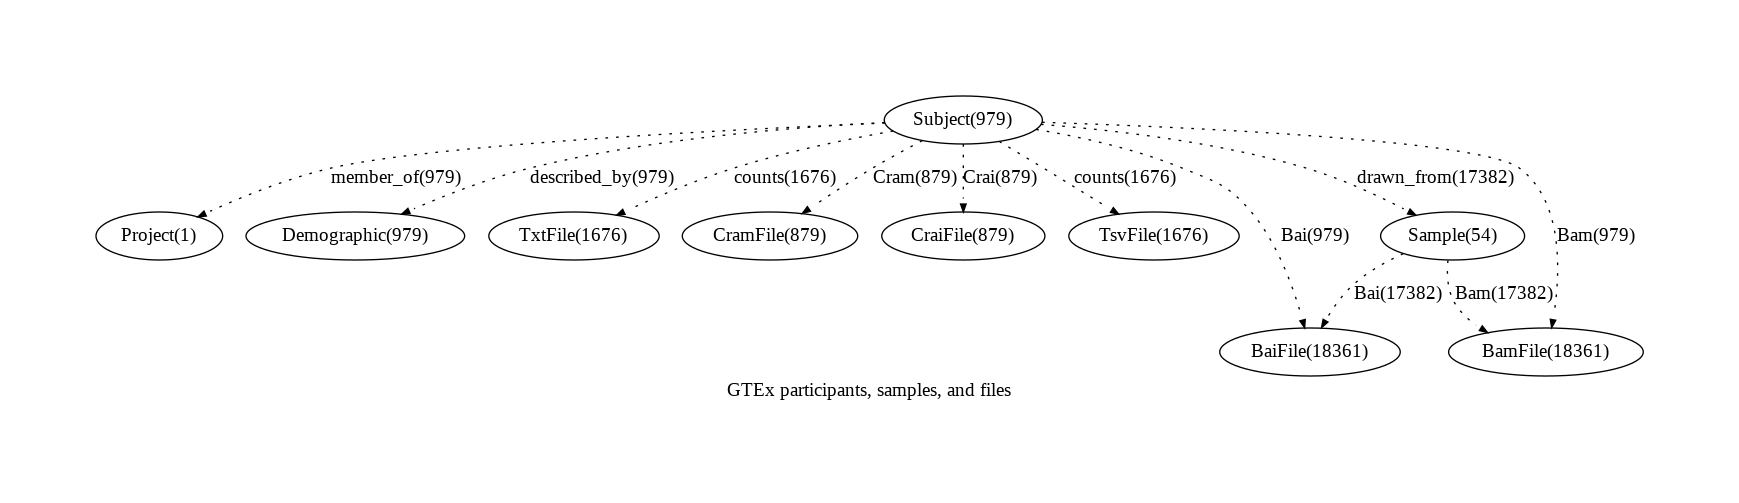 Subject(979)
member_of(979)
described_by(979)
counts(1676)
Cram(879)
Crai(879)
counts(1676)
drawn_from(17382)
Project(1)
Demographic(979)
TxtFile(1676)
CramFile(879)
CraiFile(879)
TsvFile(1676)
Bai(979)
Sample(54)
Bam(979)
Bai(17382)
Bam(17382)
BaiFile(18361)
BamFile(18361)
GTEx participants, samples, and files